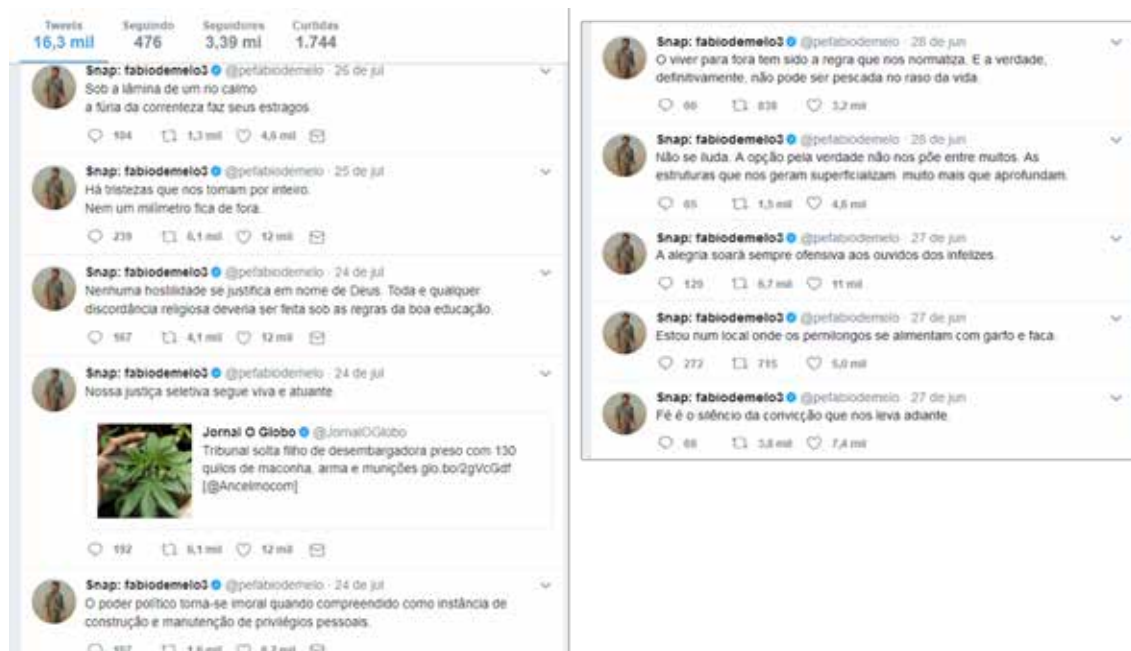 Tweets Seguindo Seguidores Curtidas
16,3 mil 476 3,39 mi 1.744
Snap: fabiodemelo3 @pefabiodemelo · 26 de jul
Sob a lâmina de um rio calmo
a fúria da correnteza faz seus estragos.
104 1,3 mil 4,6 mil
Snap: fabiodemelo3 @pefabiodemelo · 25 de jul
Há tristezas que nos tomam por inteiro.
Nem um milímetro fica de fora.
239 6,1 mil 12 mil
Snap: fabiodemelo3 @pefabiodemelo · 24 de jul
Nenhuma hostilidade se justifica em nome de Deus. Toda e qualquer
discordância religiosa deveria ser feita sob as regras da boa educação.
167 4,1 mil 12 mil
Snap: fabiodemelo3 @pefabiodemelo · 24 de jul
Nossa justiça seletiva segue viva e atuante.
Jornal O Globo @JornalOGlobo
Tribunal solta filho de desembargadora preso com 130
quilos de maconha, arma e munições glo.bo/2gVcGdf
[@Ancelmocom]
192 6,1 mil 12 mil
Snap: fabiodemelo3 @pefabiodemelo · 24 de jul
O poder político torna-se imoral quando compreendido como instância de
construção e manutenção de privilégios pessoais.
Snap: fabiodemelo3 @pefabiodemelo · 28 de jun
O viver para fora tem sido a regra que nos normatiza. E a verdade,
definitivamente, não pode ser pescada no raso da vida.
66 838 3,2 mil
Snap: fabiodemelo3 @pefabiodemelo · 28 de jun
Não se iluda. A opção pela verdade não nos põe entre muitos. As
estruturas que nos geram superficializam muito mais que aprofundam.
65 1,5 mil 4,6 mil
Snap: fabiodemelo3 @pefabiodemelo · 27 de jun
A alegria soará sempre ofensiva aos ouvidos dos infelizes.
129 6,7 mil 11 mil
Snap: fabiodemelo3 @pefabiodemelo · 27 de jun
Estou num local onde os pernilongos se alimentam com garfo e faca.
272 715 5,0 mil
Snap: fabiodemelo3 @pefabiodemelo · 27 de jun
Fé é o silêncio da convicção que nos leva adiante.
66 3,8 mil 7,4 mil